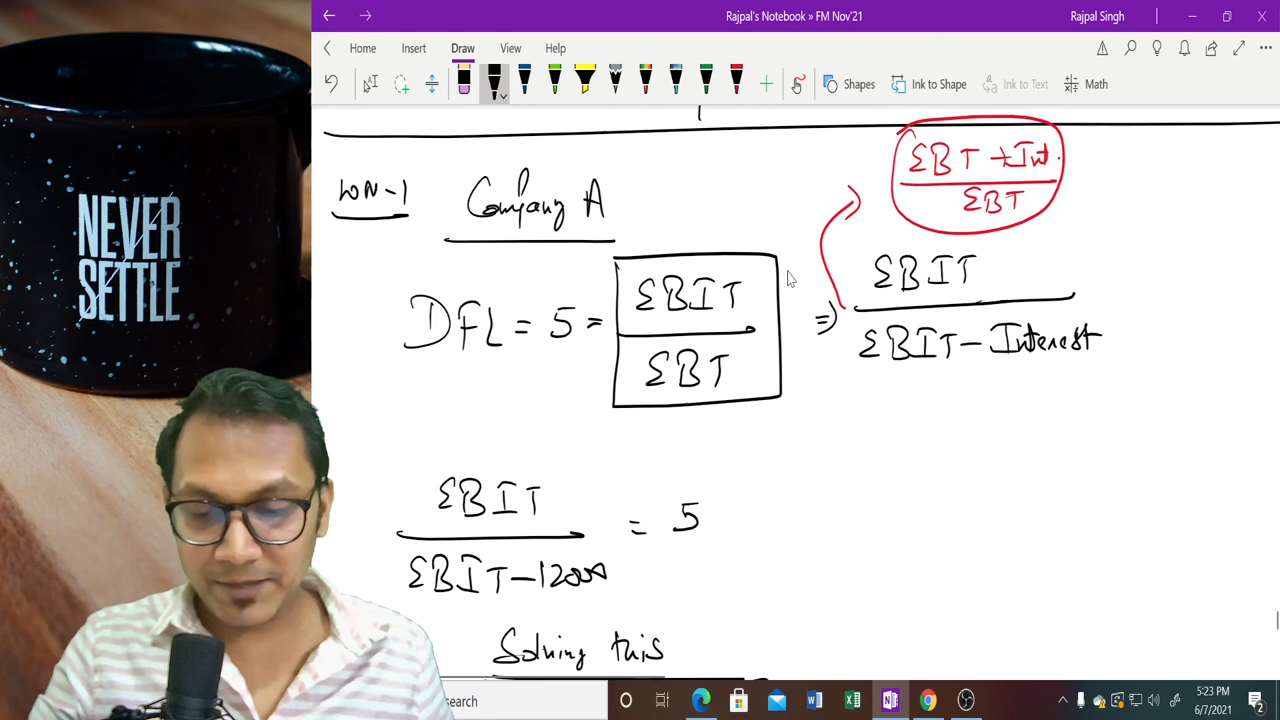 Rajpal's Notebook » FM Nov'21
Rajpal Singh
Home Insert Draw View Help
Shapes Ink to Shape Ink to Text Math
NEVER
SETTLE
WN-1
Company A
EBT + Int.
EBT
DFL = 5 = EBIT
EBT
⇒ EBIT
EBIT - Interest
EBIT
= 5
EBIT - 12000
Solving this
search
5:23 PM
6/7/2021
2